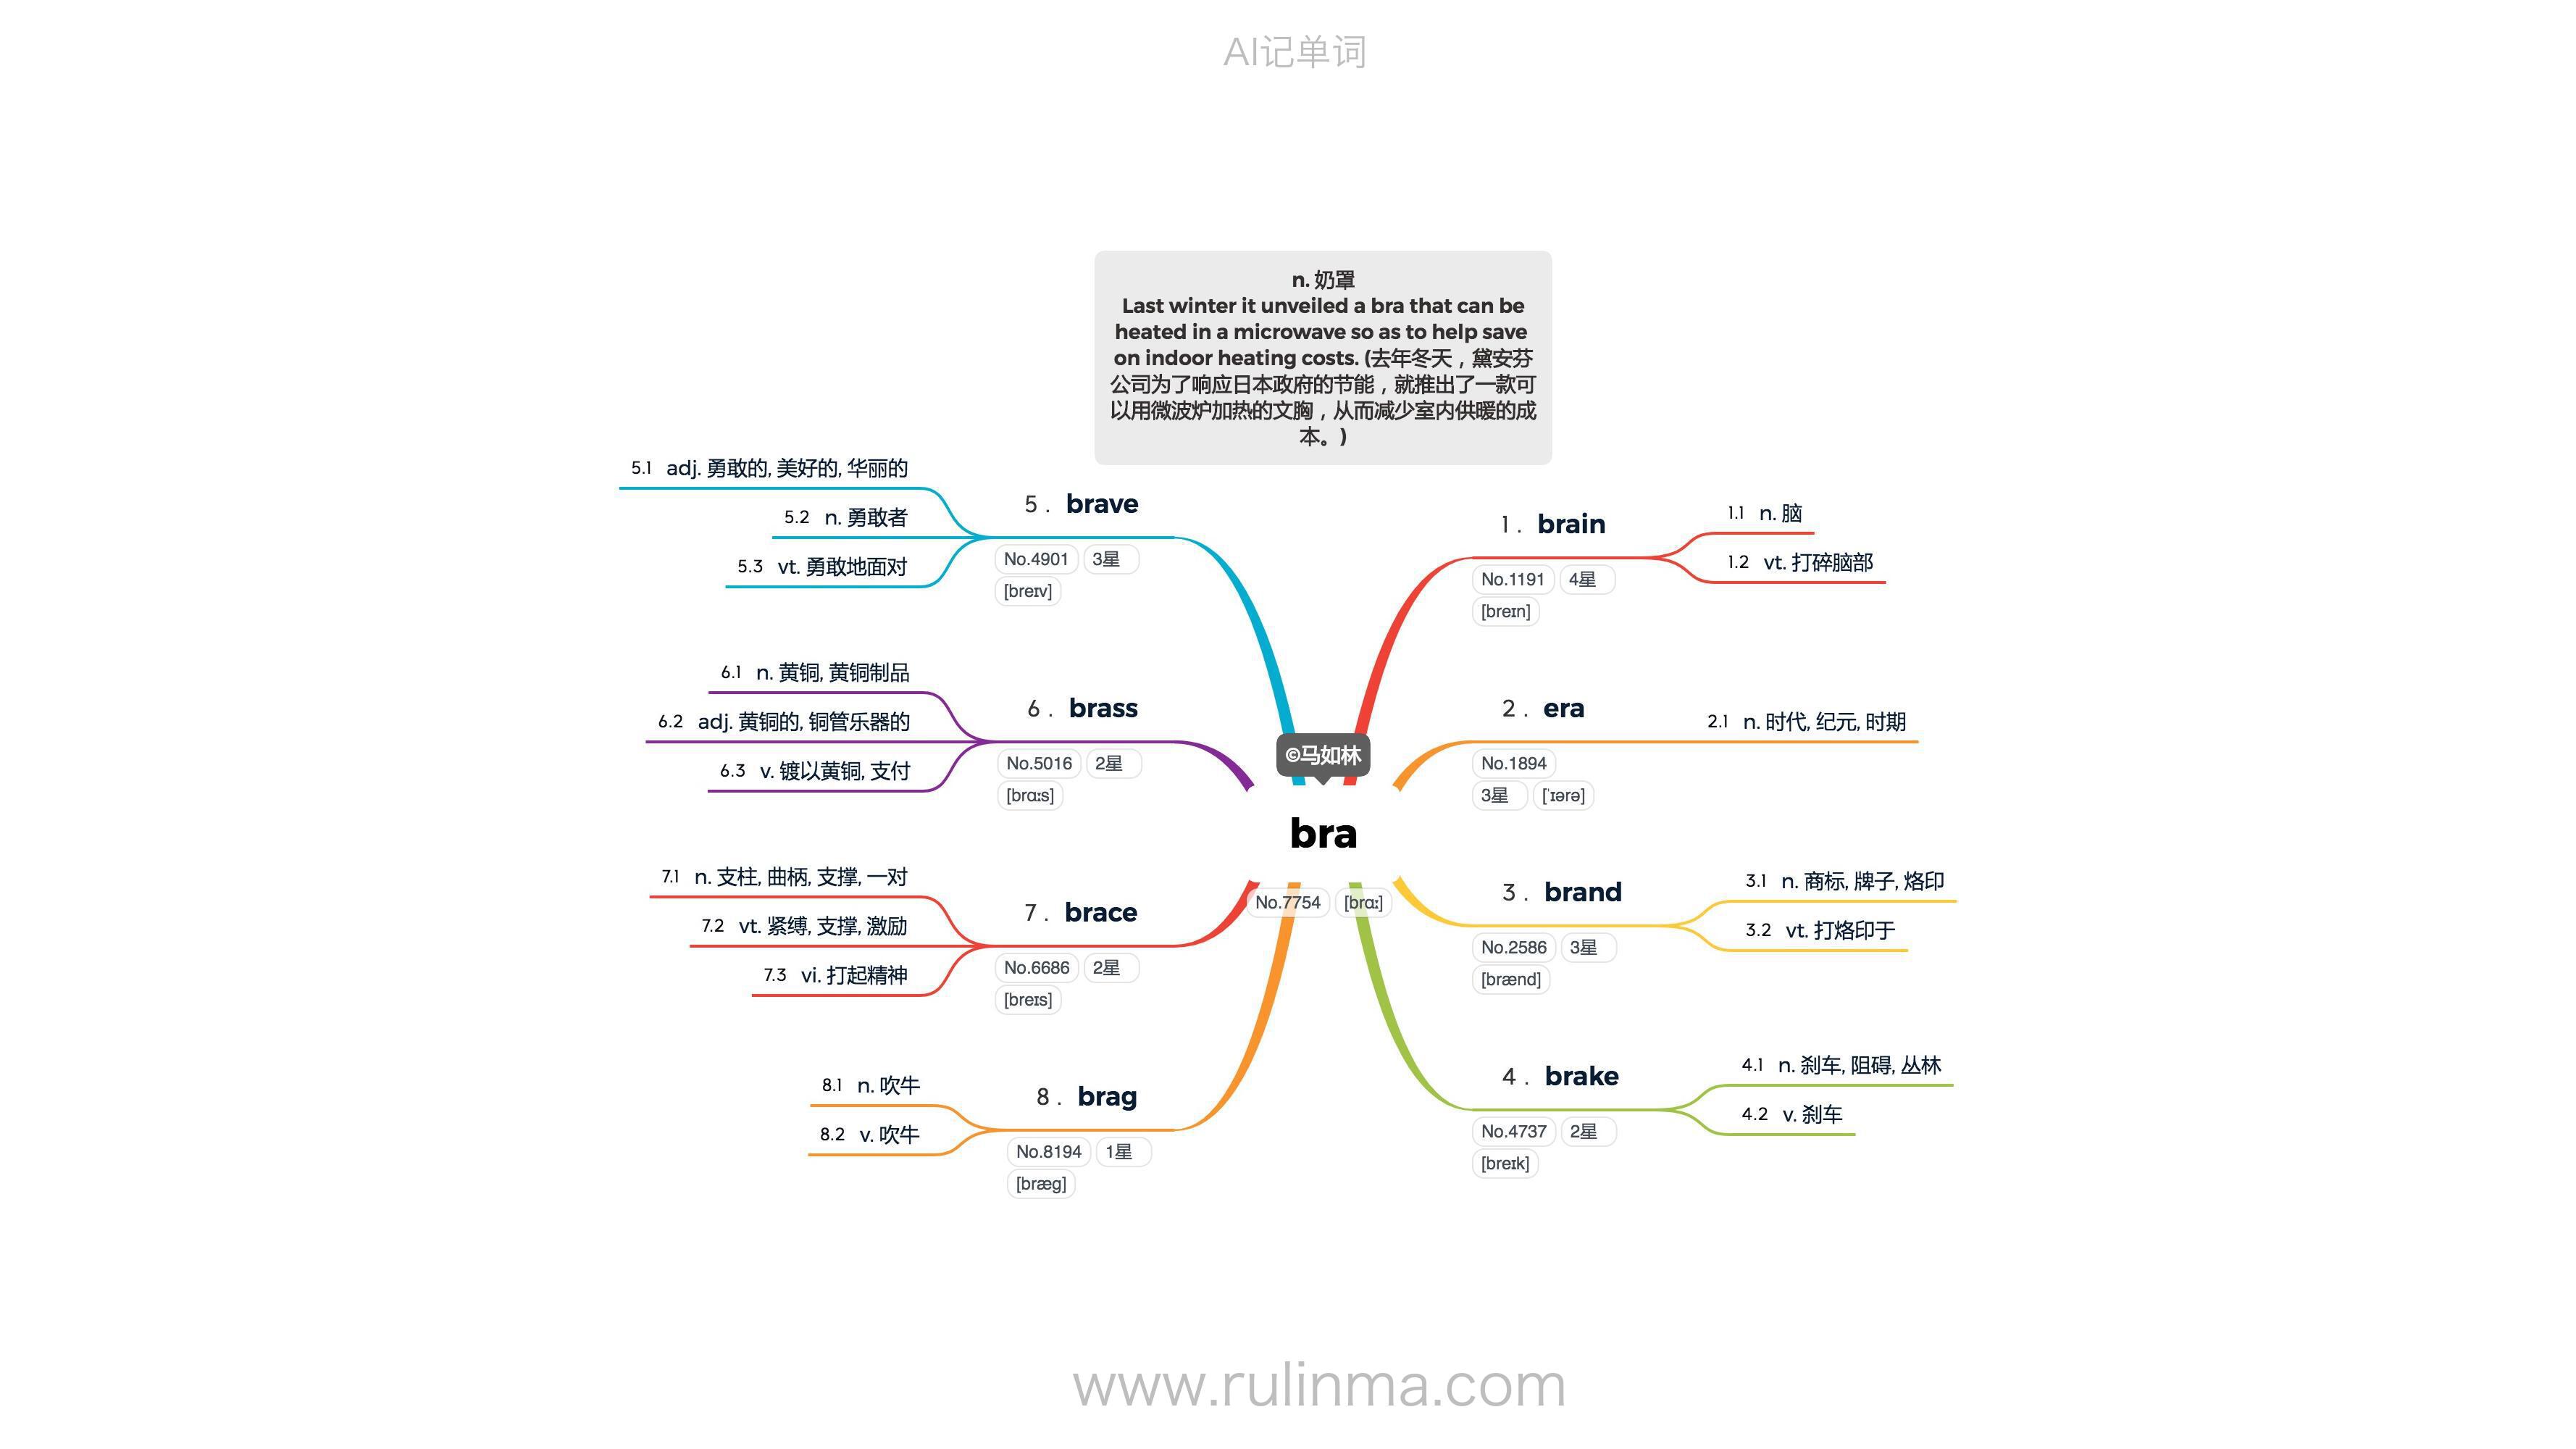 AI记单词
n. 奶罩
Last winter it unveiled a bra that can be
heated in a microwave so as to help save
on indoor heating costs. (去年冬天，黛安芬
公司为了响应日本政府的节能，就推出了一款可
以用微波炉加热的文胸，从而减少室内供暖的成
本。)
©马如林
bra
No.7754 [brɑː]
1 . brain
No.1191 4星
[breɪn]
1.1 n. 脑
1.2 vt. 打碎脑部
2 . era
No.1894
3星 [ˈɪərə]
2.1 n. 时代, 纪元, 时期
3 . brand
No.2586 3星
[brænd]
3.1 n. 商标, 牌子, 烙印
3.2 vt. 打烙印于
4 . brake
No.4737 2星
[breɪk]
4.1 n. 刹车, 阻碍, 丛林
4.2 v. 刹车
5 . brave
No.4901 3星
[breɪv]
5.1 adj. 勇敢的, 美好的, 华丽的
5.2 n. 勇敢者
5.3 vt. 勇敢地面对
6 . brass
No.5016 2星
[brɑːs]
6.1 n. 黄铜, 黄铜制品
6.2 adj. 黄铜的, 铜管乐器的
6.3 v. 镀以黄铜, 支付
7 . brace
No.6686 2星
[breɪs]
7.1 n. 支柱, 曲柄, 支撑, 一对
7.2 vt. 紧缚, 支撑, 激励
7.3 vi. 打起精神
8 . brag
No.8194 1星
[bræg]
8.1 n. 吹牛
8.2 v. 吹牛
www.rulinma.com